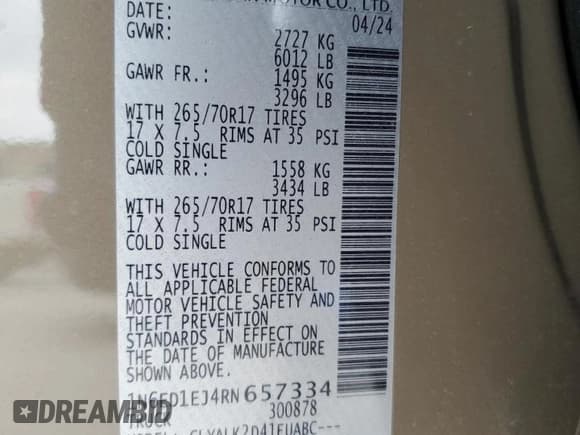 MOTOR CO., LTD.
DATE: 04/24
GVWR: 2727 KG
6012 LB
GAWR FR.: 1495 KG
3296 LB
WITH 265/70R17 TIRES
17 X 7.5 RIMS AT 35 PSI
COLD SINGLE
GAWR RR.: 1558 KG
3434 LB
WITH 265/70R17 TIRES
17 X 7.5 RIMS AT 35 PSI
COLD SINGLE
THIS VEHICLE CONFORMS TO
ALL APPLICABLE FEDERAL
MOTOR VEHICLE SAFETY AND
THEFT PREVENTION
STANDARDS IN EFFECT ON
THE DATE OF MANUFACTURE
SHOWN ABOVE.
1N6ED1EJ4RN657334
TRUCK 300878
DREAMBID
dreambid.com